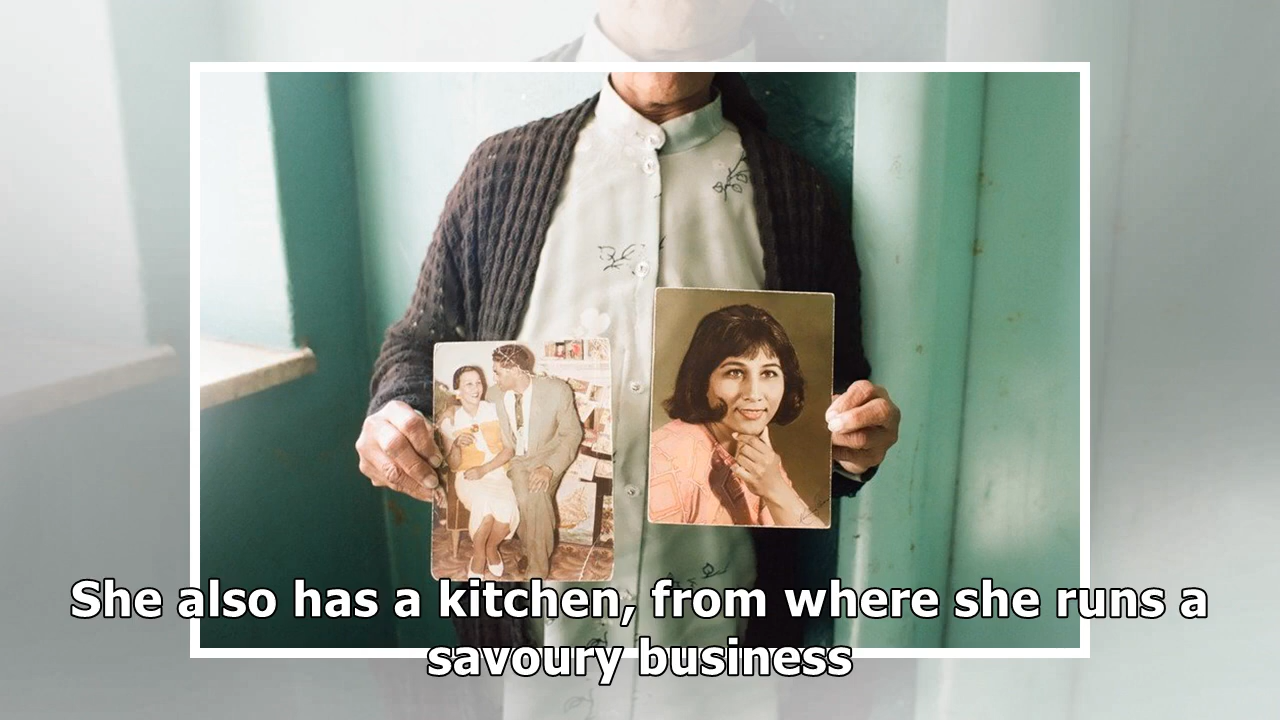 She also has a kitchen, from where she runs a
savoury business